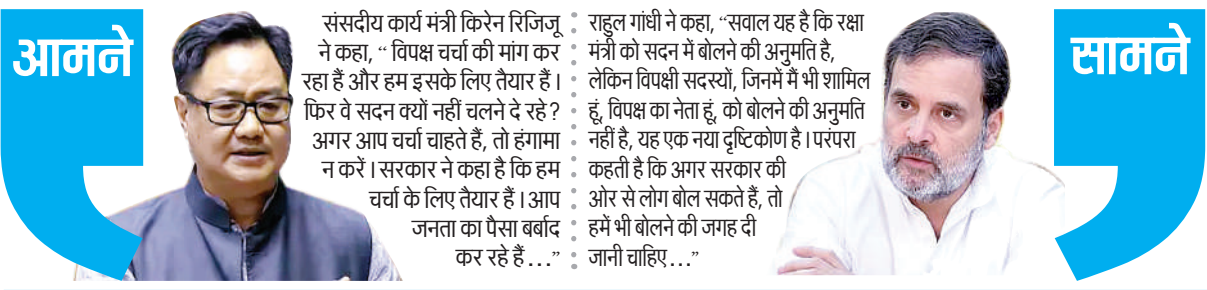 आमने
संसदीय कार्य मंत्री किरेन रिजिजू
ने कहा, “ विपक्ष चर्चा की मांग कर
रहा हैं और हम इसके लिए तैयार हैं ।
फिर वे सदन क्यों नहीं चलने दे रहे ?
अगर आप चर्चा चाहते हैं, तो हंगामा
न करें । सरकार ने कहा है कि हम
चर्चा के लिए तैयार हैं । आप
जनता का पैसा बर्बाद
कर रहे हैं . . .”
राहुल गांधी ने कहा, “सवाल यह है कि रक्षा
मंत्री को सदन में बोलने की अनुमति है,
लेकिन विपक्षी सदस्यों, जिनमें मैं भी शामिल
हूं, विपक्ष का नेता हूं, को बोलने की अनुमति
नहीं है, यह एक नया दृष्टिकोण है । परंपरा
कहती है कि अगर सरकार की
ओर से लोग बोल सकते हैं, तो
हमें भी बोलने की जगह दी
जानी चाहिए . . .”
सामने